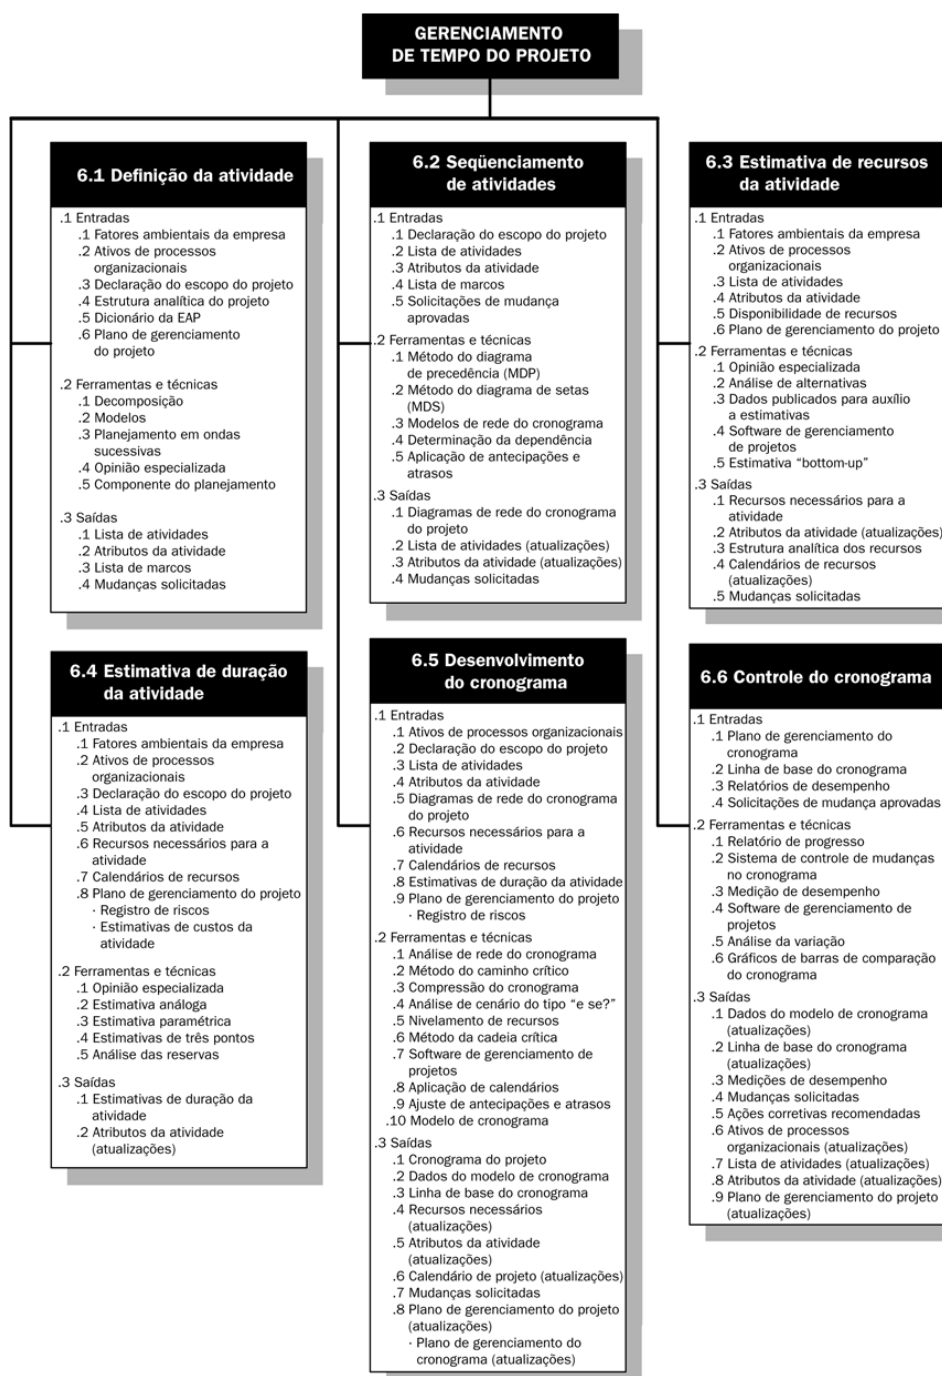 GERENCIAMENTO
DE TEMPO DO PROJETO
6.1 Definição da atividade
.1 Entradas
.1 Fatores ambientais da empresa
.2 Ativos de processos
organizacionais
.3 Declaração do escopo do projeto
.4 Estrutura analítica do projeto
.5 Dicionário da EAP
.6 Plano de gerenciamento
do projeto
.2 Ferramentas e técnicas
.1 Decomposição
.2 Modelos
.3 Planejamento em ondas
sucessivas
.4 Opinião especializada
.5 Componente do planejamento
.3 Saídas
.1 Lista de atividades
.2 Atributos da atividade
.3 Lista de marcos
.4 Mudanças solicitadas
6.2 Seqüenciamento
de atividades
.1 Entradas
.1 Declaração do escopo do projeto
.2 Lista de atividades
.3 Atributos da atividade
.4 Lista de marcos
.5 Solicitações de mudança
aprovadas
.2 Ferramentas e técnicas
.1 Método do diagrama
de precedência (MDP)
.2 Método do diagrama de setas
(MDS)
.3 Modelos de rede do cronograma
.4 Determinação da dependência
.5 Aplicação de antecipações e
atrasos
.3 Saídas
.1 Diagramas de rede do cronograma
do projeto
.2 Lista de atividades (atualizações)
.3 Atributos da atividade (atualizações)
.4 Mudanças solicitadas
6.3 Estimativa de recursos
da atividade
.1 Entradas
.1 Fatores ambientais da empresa
.2 Ativos de processos
organizacionais
.3 Lista de atividades
.4 Atributos da atividade
.5 Disponibilidade de recursos
.6 Plano de gerenciamento do projeto
.2 Ferramentas e técnicas
.1 Opinião especializada
.2 Análise de alternativas
.3 Dados publicados para auxílio
a estimativas
.4 Software de gerenciamento
de projetos
.5 Estimativa “bottom-up”
.3 Saídas
.1 Recursos necessários para a
atividade
.2 Atributos da atividade (atualizações)
.3 Estrutura analítica dos recursos
.4 Calendários de recursos
(atualizações)
.5 Mudanças solicitadas
6.4 Estimativa de duração
da atividade
.1 Entradas
.1 Fatores ambientais da empresa
.2 Ativos de processos
organizacionais
.3 Declaração do escopo do projeto
.4 Lista de atividades
.5 Atributos da atividade
.6 Recursos necessários para a
atividade
.7 Calendários de recursos
.8 Plano de gerenciamento do projeto
· Registro de riscos
· Estimativas de custos da
atividade
.2 Ferramentas e técnicas
.1 Opinião especializada
.2 Estimativa análoga
.3 Estimativa paramétrica
.4 Estimativas de três pontos
.5 Análise das reservas
.3 Saídas
.1 Estimativas de duração da
atividade
.2 Atributos da atividade
(atualizações)
6.5 Desenvolvimento
do cronograma
.1 Entradas
.1 Ativos de processos organizacionais
.2 Declaração do escopo do projeto
.3 Lista de atividades
.4 Atributos da atividade
.5 Diagramas de rede do cronograma
do projeto
.6 Recursos necessários para a
atividade
.7 Calendários de recursos
.8 Estimativas de duração da atividade
.9 Plano de gerenciamento do projeto
· Registro de riscos
.2 Ferramentas e técnicas
.1 Análise de rede do cronograma
.2 Método do caminho crítico
.3 Compressão do cronograma
.4 Análise de cenário do tipo “e se?”
.5 Nivelamento de recursos
.6 Método da cadeia crítica
.7 Software de gerenciamento de
projetos
.8 Aplicação de calendários
.9 Ajuste de antecipações e atrasos
.10 Modelo de cronograma
.3 Saídas
.1 Cronograma do projeto
.2 Dados do modelo de cronograma
.3 Linha de base do cronograma
.4 Recursos necessários
(atualizações)
.5 Atributos da atividade
(atualizações)
.6 Calendário de projeto (atualizações)
.7 Mudanças solicitadas
.8 Plano de gerenciamento do projeto
(atualizações)
· Plano de gerenciamento do
cronograma (atualizações)
6.6 Controle do cronograma
.1 Entradas
.1 Plano de gerenciamento do
cronograma
.2 Linha de base do cronograma
.3 Relatórios de desempenho
.4 Solicitações de mudança aprovadas
.2 Ferramentas e técnicas
.1 Relatório de progresso
.2 Sistema de controle de mudanças
no cronograma
.3 Medição de desempenho
.4 Software de gerenciamento de
projetos
.5 Análise da variação
.6 Gráficos de barras de comparação
do cronograma
.3 Saídas
.1 Dados do modelo de cronograma
(atualizações)
.2 Linha de base do cronograma
(atualizações)
.3 Medições de desempenho
.4 Mudanças solicitadas
.5 Ações corretivas recomendadas
.6 Ativos de processos
organizacionais (atualizações)
.7 Lista de atividades (atualizações)
.8 Atributos da atividade (atualizações)
.9 Plano de gerenciamento do projeto
(atualizações)